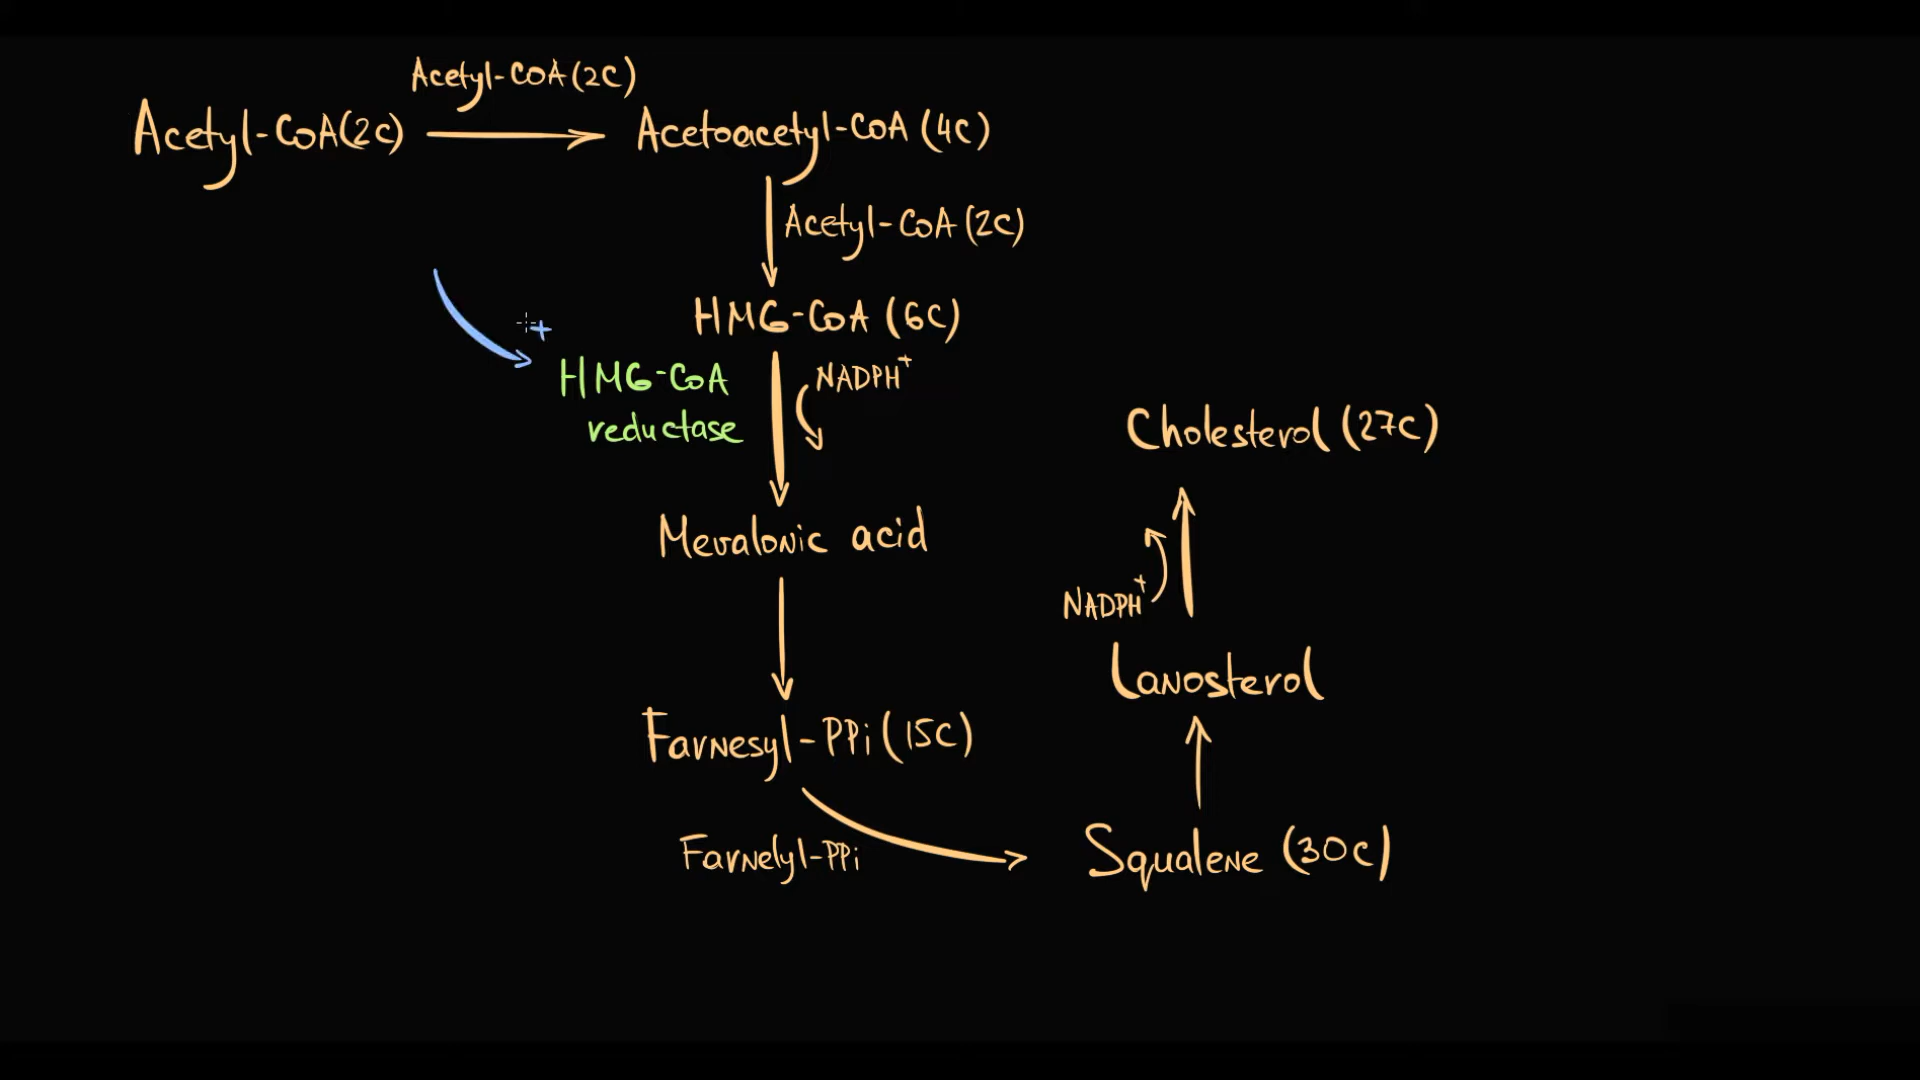 Acetyl-CoA (2C)
Acetyl-CoA(2C)
Acetoacetyl-CoA (4C)
Acetyl-CoA (2C)
HMG-CoA (6C)
+
HMG-CoA
reductase
NADPH+
Mevalonic acid
Farnesyl-PPi (15C)
Farnelyl-PPi
Squalene (30C)
Lanosterol
NADPH+
Cholesterol (27C)